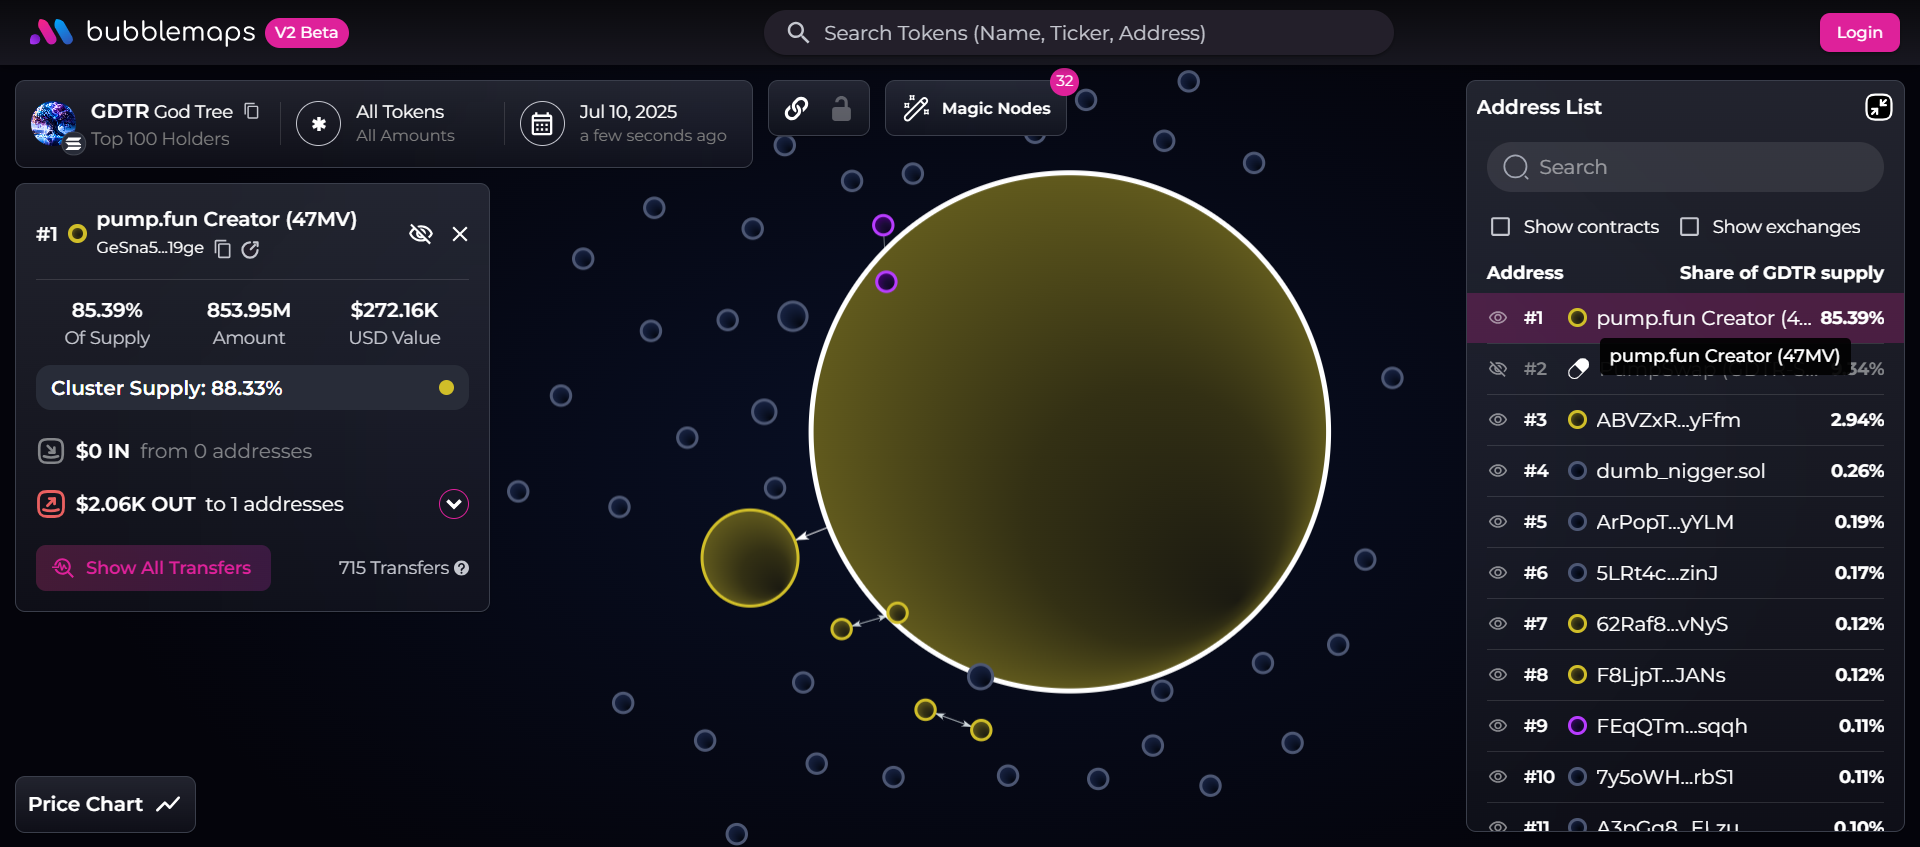 bubblemaps V2 Beta
Search Tokens (Name, Ticker, Address)
Login
GDTR God Tree
Top 100 Holders
All Tokens
All Amounts
Jul 10, 2025
a few seconds ago
Magic Nodes
32
#1 pump.fun Creator (47MV)
GeSna5...19ge
85.39%
Of Supply
853.95M
Amount
$272.16K
USD Value
Cluster Supply: 88.33%
$0 IN from 0 addresses
$2.06K OUT to 1 addresses
Show All Transfers
715 Transfers
Price Chart
Address List
Search
Show contracts
Show exchanges
Address Share of GDTR supply
#1 pump.fun Creator (4... 85.39%
pump.fun Creator (47MV)
#2
#3 ABVZxR...yFfm 2.94%
#4 dumb_nigger.sol 0.26%
#5 ArPopT...yYLM 0.19%
#6 5LRt4c...zinJ 0.17%
#7 62Raf8...vNyS 0.12%
#8 F8LjpT...JANs 0.12%
#9 FEqQTm...sqqh 0.11%
#10 7y5oWH...rbS1 0.11%
#11 0.10%